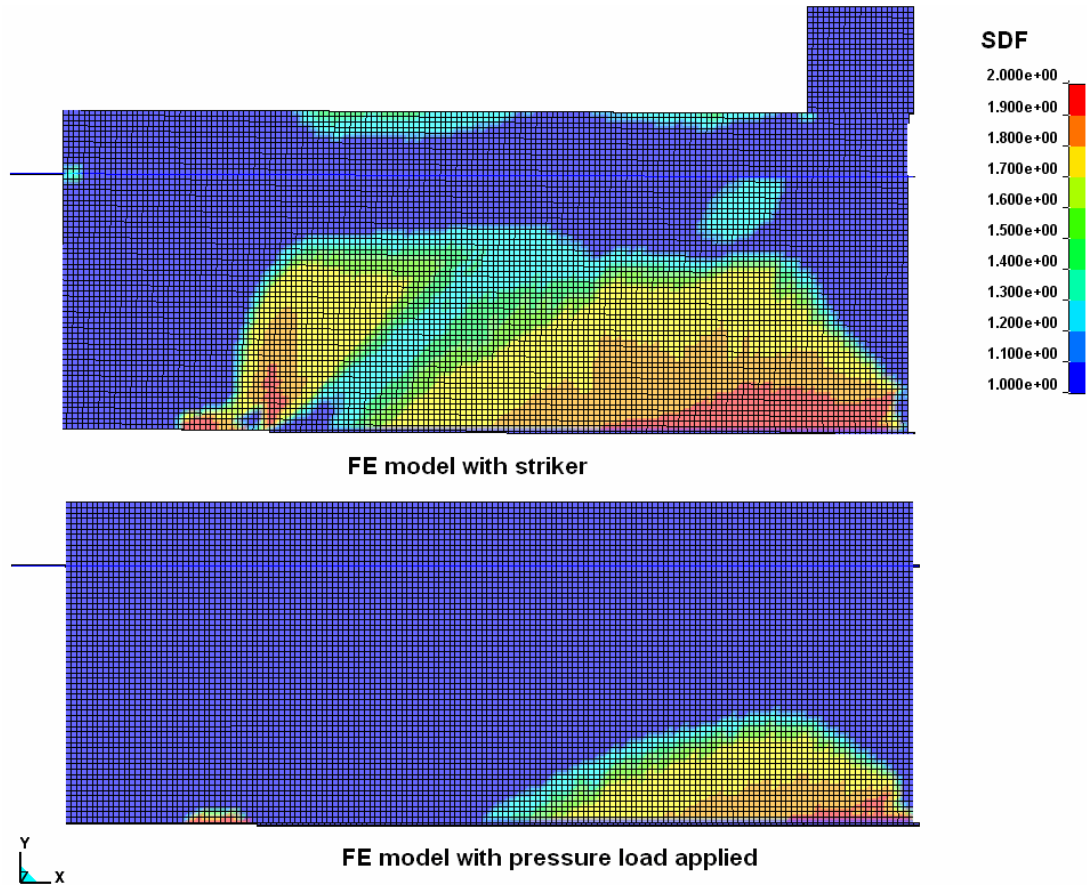 SDF
2.000e+00
1.900e+00
1.800e+00
1.700e+00
1.600e+00
1.500e+00
1.400e+00
1.300e+00
1.200e+00
1.100e+00
1.000e+00
FE model with striker
FE model with pressure load applied
Y
Z X